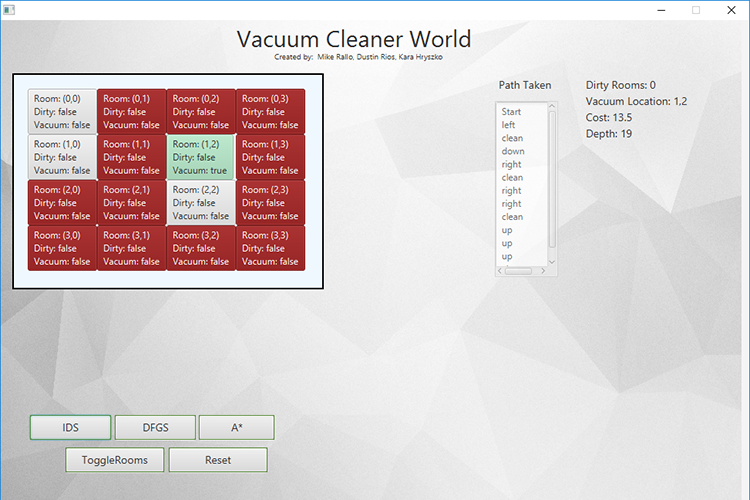 Vacuum Cleaner World
Created by: Mike Rallo, Dustin Rios, Kara Hryszko
Room: (0,0)
Dirty: false
Vacuum: false
Room: (0,1)
Dirty: false
Vacuum: false
Room: (0,2)
Dirty: false
Vacuum: false
Room: (0,3)
Dirty: false
Vacuum: false
Room: (1,0)
Dirty: false
Vacuum: false
Room: (1,1)
Dirty: false
Vacuum: false
Room: (1,2)
Dirty: false
Vacuum: true
Room: (1,3)
Dirty: false
Vacuum: false
Room: (2,0)
Dirty: false
Vacuum: false
Room: (2,1)
Dirty: false
Vacuum: false
Room: (2,2)
Dirty: false
Vacuum: false
Room: (2,3)
Dirty: false
Vacuum: false
Room: (3,0)
Dirty: false
Vacuum: false
Room: (3,1)
Dirty: false
Vacuum: false
Room: (3,2)
Dirty: false
Vacuum: false
Room: (3,3)
Dirty: false
Vacuum: false
Path Taken
Start
left
clean
down
right
clean
right
right
clean
up
up
up
Dirty Rooms: 0
Vacuum Location: 1,2
Cost: 13.5
Depth: 19
IDS
DFGS
A*
ToggleRooms
Reset